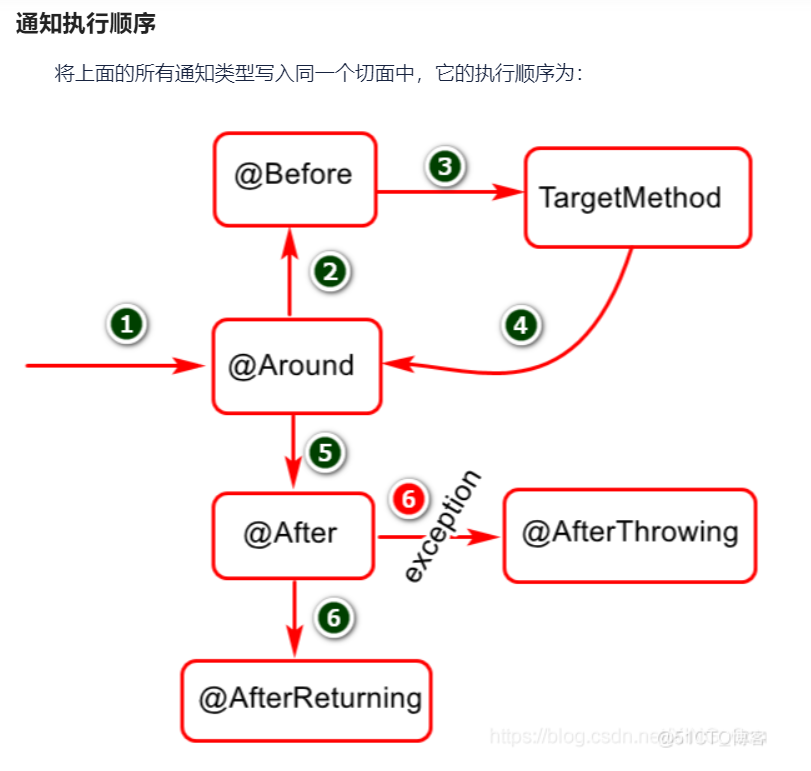 通知执行顺序
将上面的所有通知类型写入同一个切面中，它的执行顺序为：
@Before
3
TargetMethod
2
1
4
@Around
5
6
exception
@After
@AfterThrowing
6
@AfterReturning
https://blog.csdn.ne
@51CTO博客